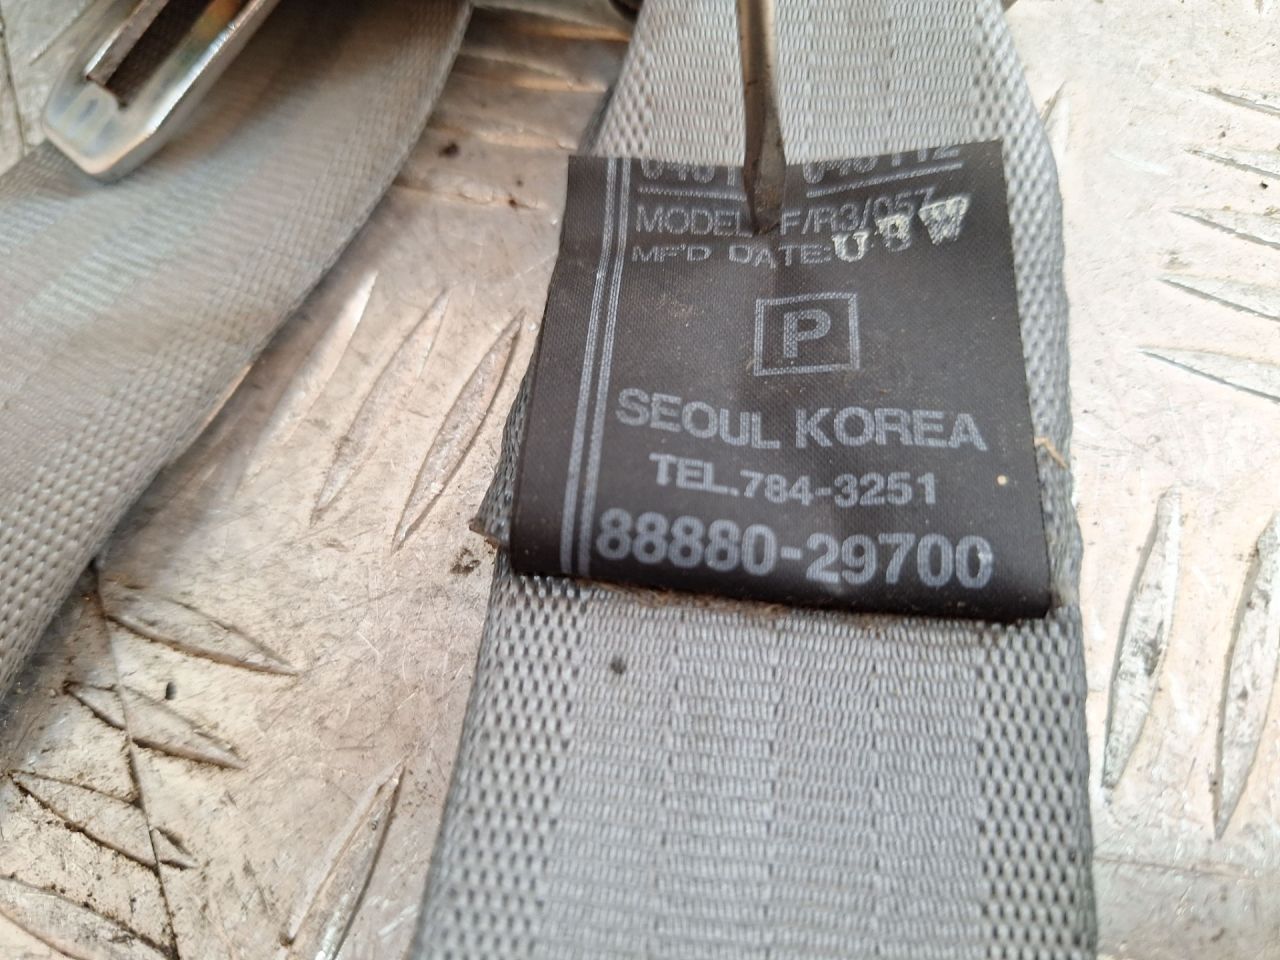 MODEL F/R3/057
MF'D DATE:
P
SEOUL KOREA
TEL.784-3251
88880-29700